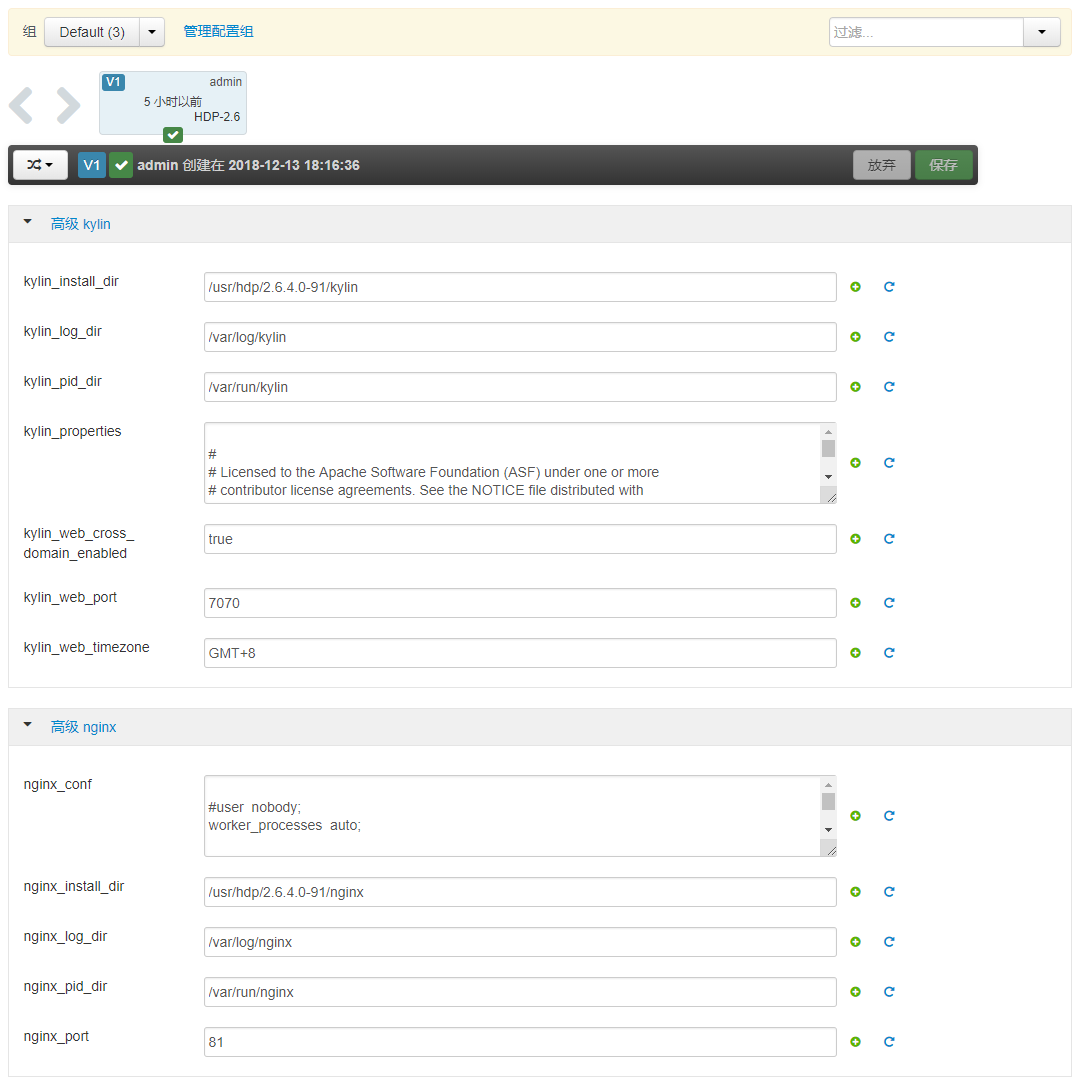 组 Default (3) 管理配置组 过滤...
V1 admin
5 小时以前
HDP-2.6
V1 admin 创建在 2018-12-13 18:16:36 放弃 保存
高级 kylin
kylin_install_dir /usr/hdp/2.6.4.0-91/kylin
kylin_log_dir /var/log/kylin
kylin_pid_dir /var/run/kylin
kylin_properties
#
# Licensed to the Apache Software Foundation (ASF) under one or more
# contributor license agreements. See the NOTICE file distributed with
kylin_web_cross_
domain_enabled true
kylin_web_port 7070
kylin_web_timezone GMT+8
高级 nginx
nginx_conf
#user  nobody;
worker_processes  auto;
nginx_install_dir /usr/hdp/2.6.4.0-91/nginx
nginx_log_dir /var/log/nginx
nginx_pid_dir /var/run/nginx
nginx_port 81